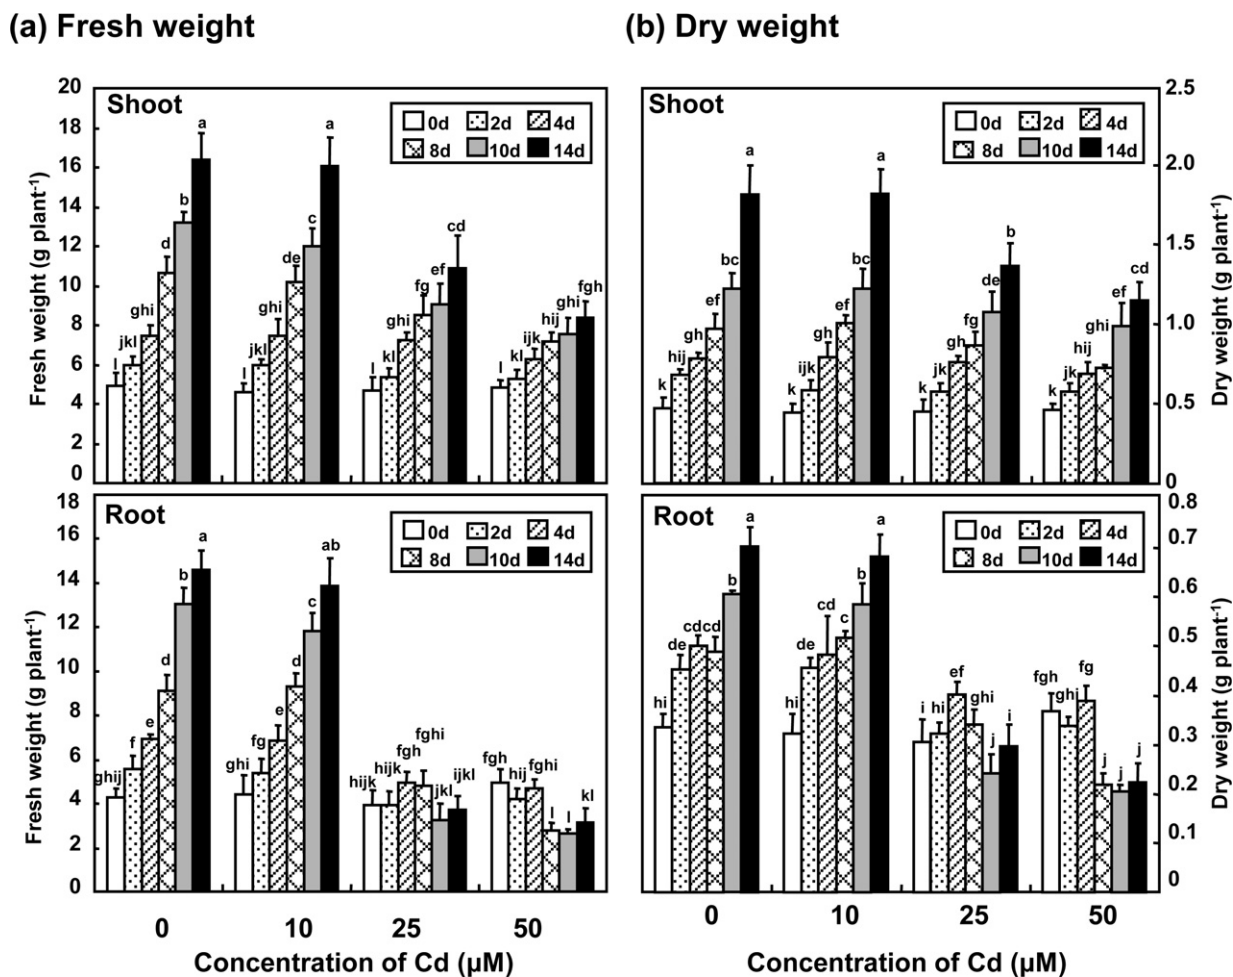 (a) Fresh weight
(b) Dry weight
Fresh weight (g plant⁻¹)
20
18
16
14
12
10
8
6
4
2
0
Shoot
0d 2d 4d
8d 10d 14d
l jkl ghi d b a
l jkl ghi de c a
l kl ghi fg ef cd
l kl ijk hij ghi fgh
Shoot
0d 2d 4d
8d 10d 14d
k hij gh ef bc a
k ijk gh ef bc a
k jk gh fg de b
k jk hij ghi ef cd
2.5
2.0
1.5
1.0
0.5
0
Dry weight (g plant⁻¹)
Fresh weight (g plant⁻¹)
18
16
14
12
10
8
6
4
2
0
Root
0d 2d 4d
8d 10d 14d
ghij f e d b a
ghi fg e d c ab
hijk hijk fgh fghi jkl ijkl
fgh hij fghi l l kl
Root
0d 2d 4d
8d 10d 14d
hi de cd cd b a
hi de cd c b a
i hi ef ghi j i
fgh ghi fg j j j
0.8
0.7
0.6
0.5
0.4
0.3
0.2
0.1
0
Dry weight (g plant⁻¹)
0 10 25 50
0 10 25 50
Concentration of Cd (µM)
Concentration of Cd (µM)